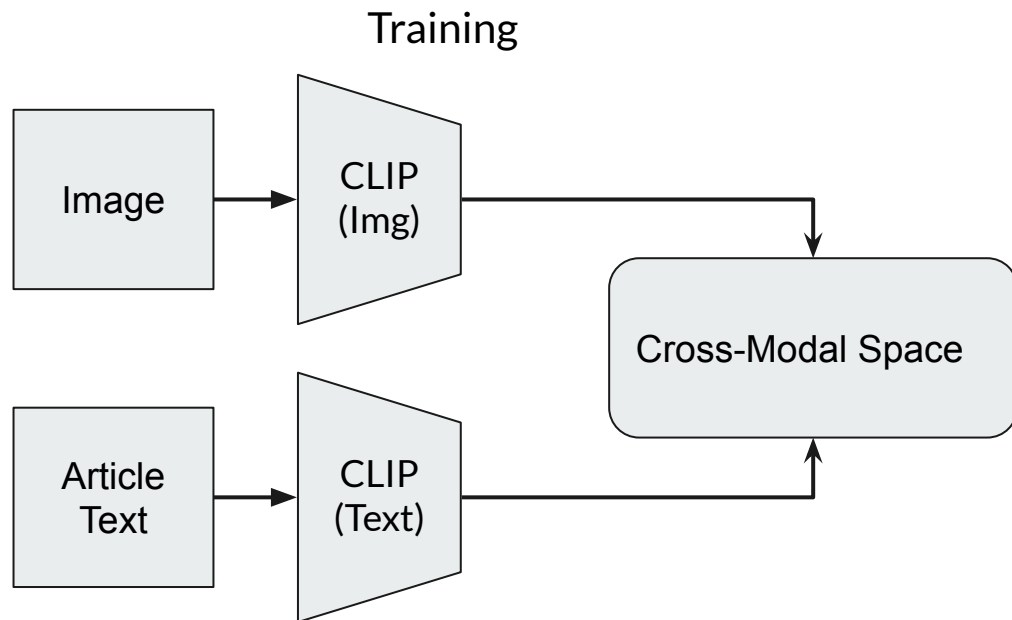 Training
Image
CLIP
(Img)
Cross-Modal Space
Article
Text
CLIP
(Text)